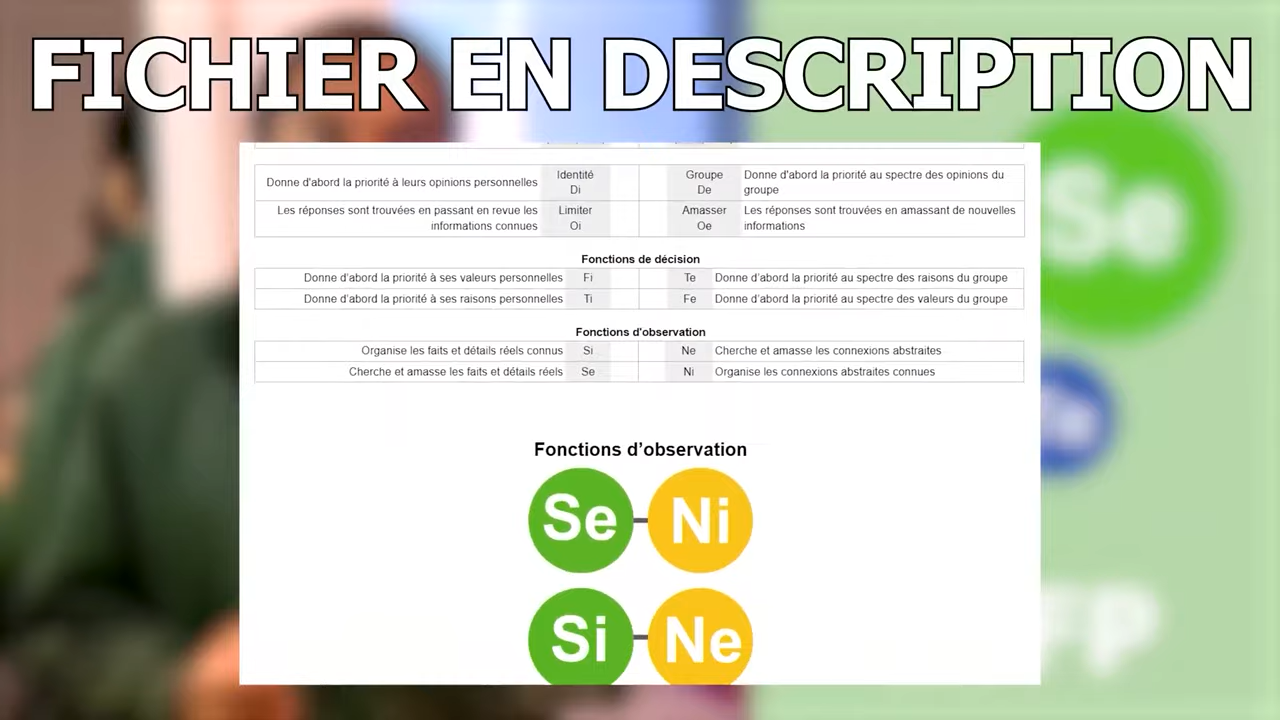 FICHIER EN DESCRIPTION
Donne d'abord la priorité à leurs opinions personnelles
Identité
Di
Groupe
De
Donne d'abord la priorité au spectre des opinions du
groupe
Les réponses sont trouvées en passant en revue les
informations connues
Limiter
Oi
Amasser
Oe
Les réponses sont trouvées en amassant de nouvelles
informations
Fonctions de décision
Donne d'abord la priorité à ses valeurs personnelles Fi Te Donne d'abord la priorité au spectre des raisons du groupe
Donne d'abord la priorité à ses raisons personnelles Ti Fe Donne d'abord la priorité au spectre des valeurs du groupe
Fonctions d'observation
Organise les faits et détails réels connus Si Ne Cherche et amasse les connexions abstraites
Cherche et amasse les faits et détails réels Se Ni Organise les connexions abstraites connues
Fonctions d’observation
Se Ni
Si Ne
Se